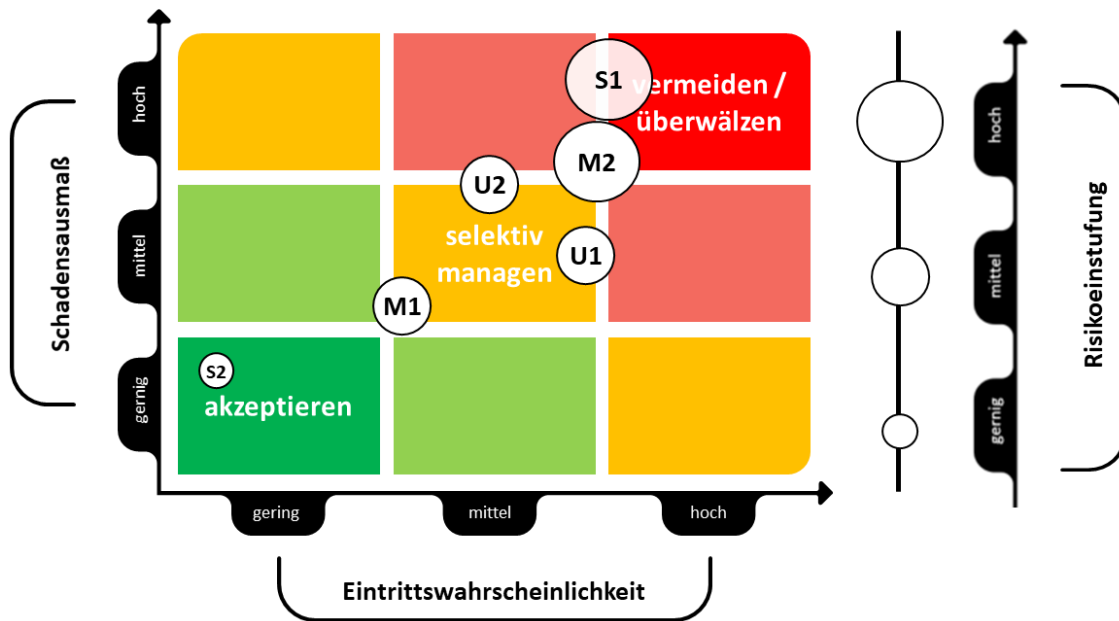 Schadensausmaß
hoch
mittel
gernig
S1
vermeiden /
überwälzen
M2
U2
selektiv
managen
U1
M1
S2
akzeptieren
gering
mittel
hoch
Eintrittswahrscheinlichkeit
hoch
mittel
gernig
Risikoeinstufung